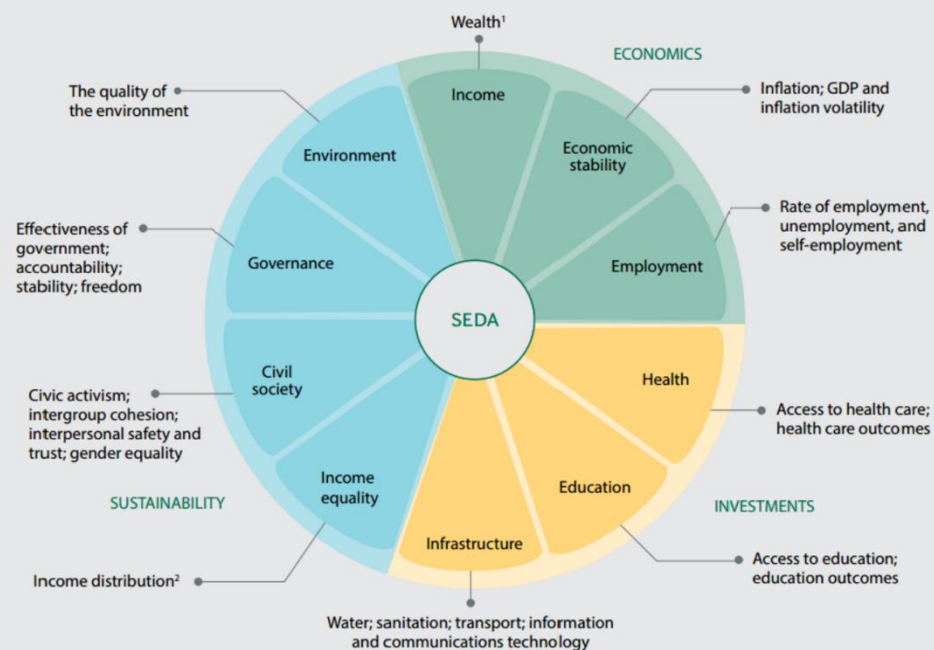 Wealth¹
ECONOMICS
Income
Inflation; GDP and
inflation volatility
Economic
stability
Rate of employment,
unemployment, and
self-employment
Employment
SEDA
Health
Access to health care;
health care outcomes
Education
INVESTMENTS
Access to education;
education outcomes
Infrastructure
Water; sanitation; transport; information
and communications technology
Income
equality
Income distribution²
SUSTAINABILITY
Civil
society
Civic activism;
intergroup cohesion;
interpersonal safety and
trust; gender equality
Governance
Effectiveness of
government;
accountability;
stability; freedom
Environment
The quality of
the environment